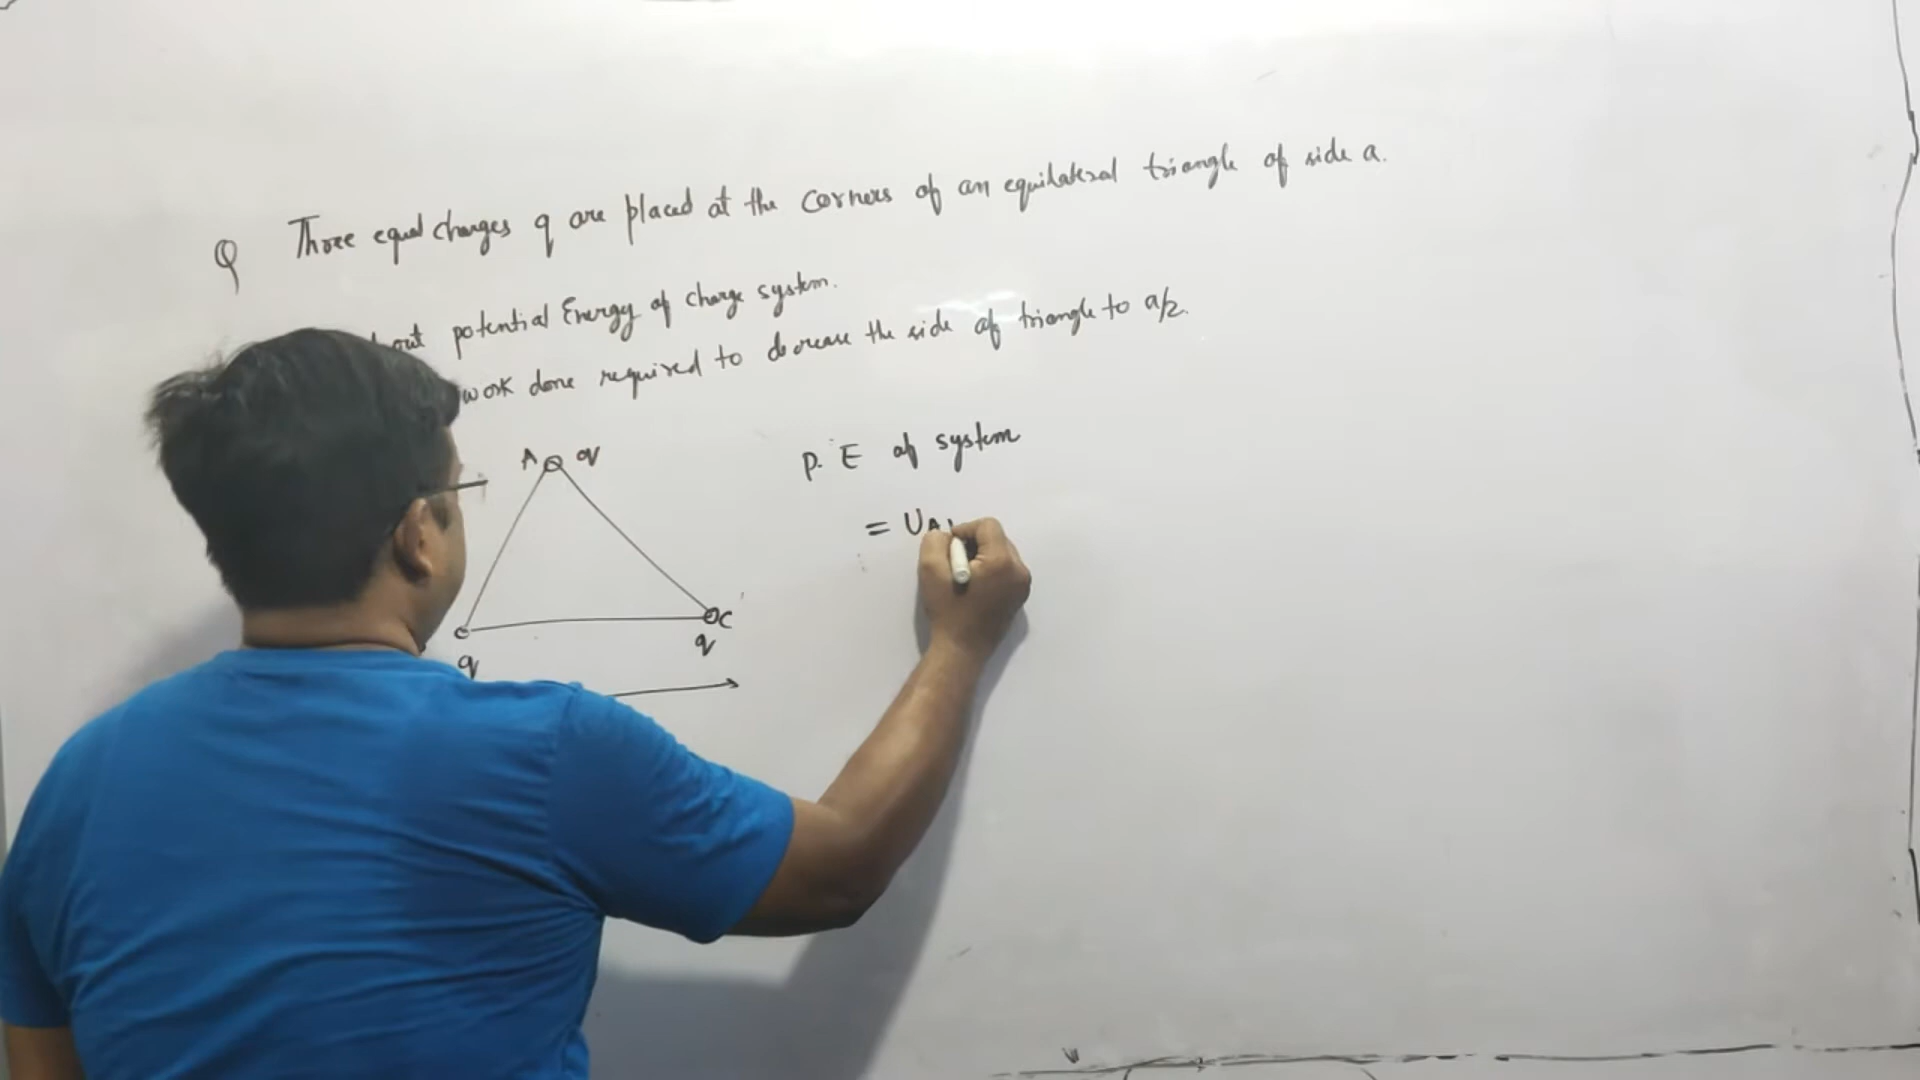 Q Three equal charges q are placed at the corners of an equilateral triangle of side a.
out potential Energy of charge system.
work done required to decrease the side of triangle to a/2.
A q
P. E of system
= UA
C
q
q